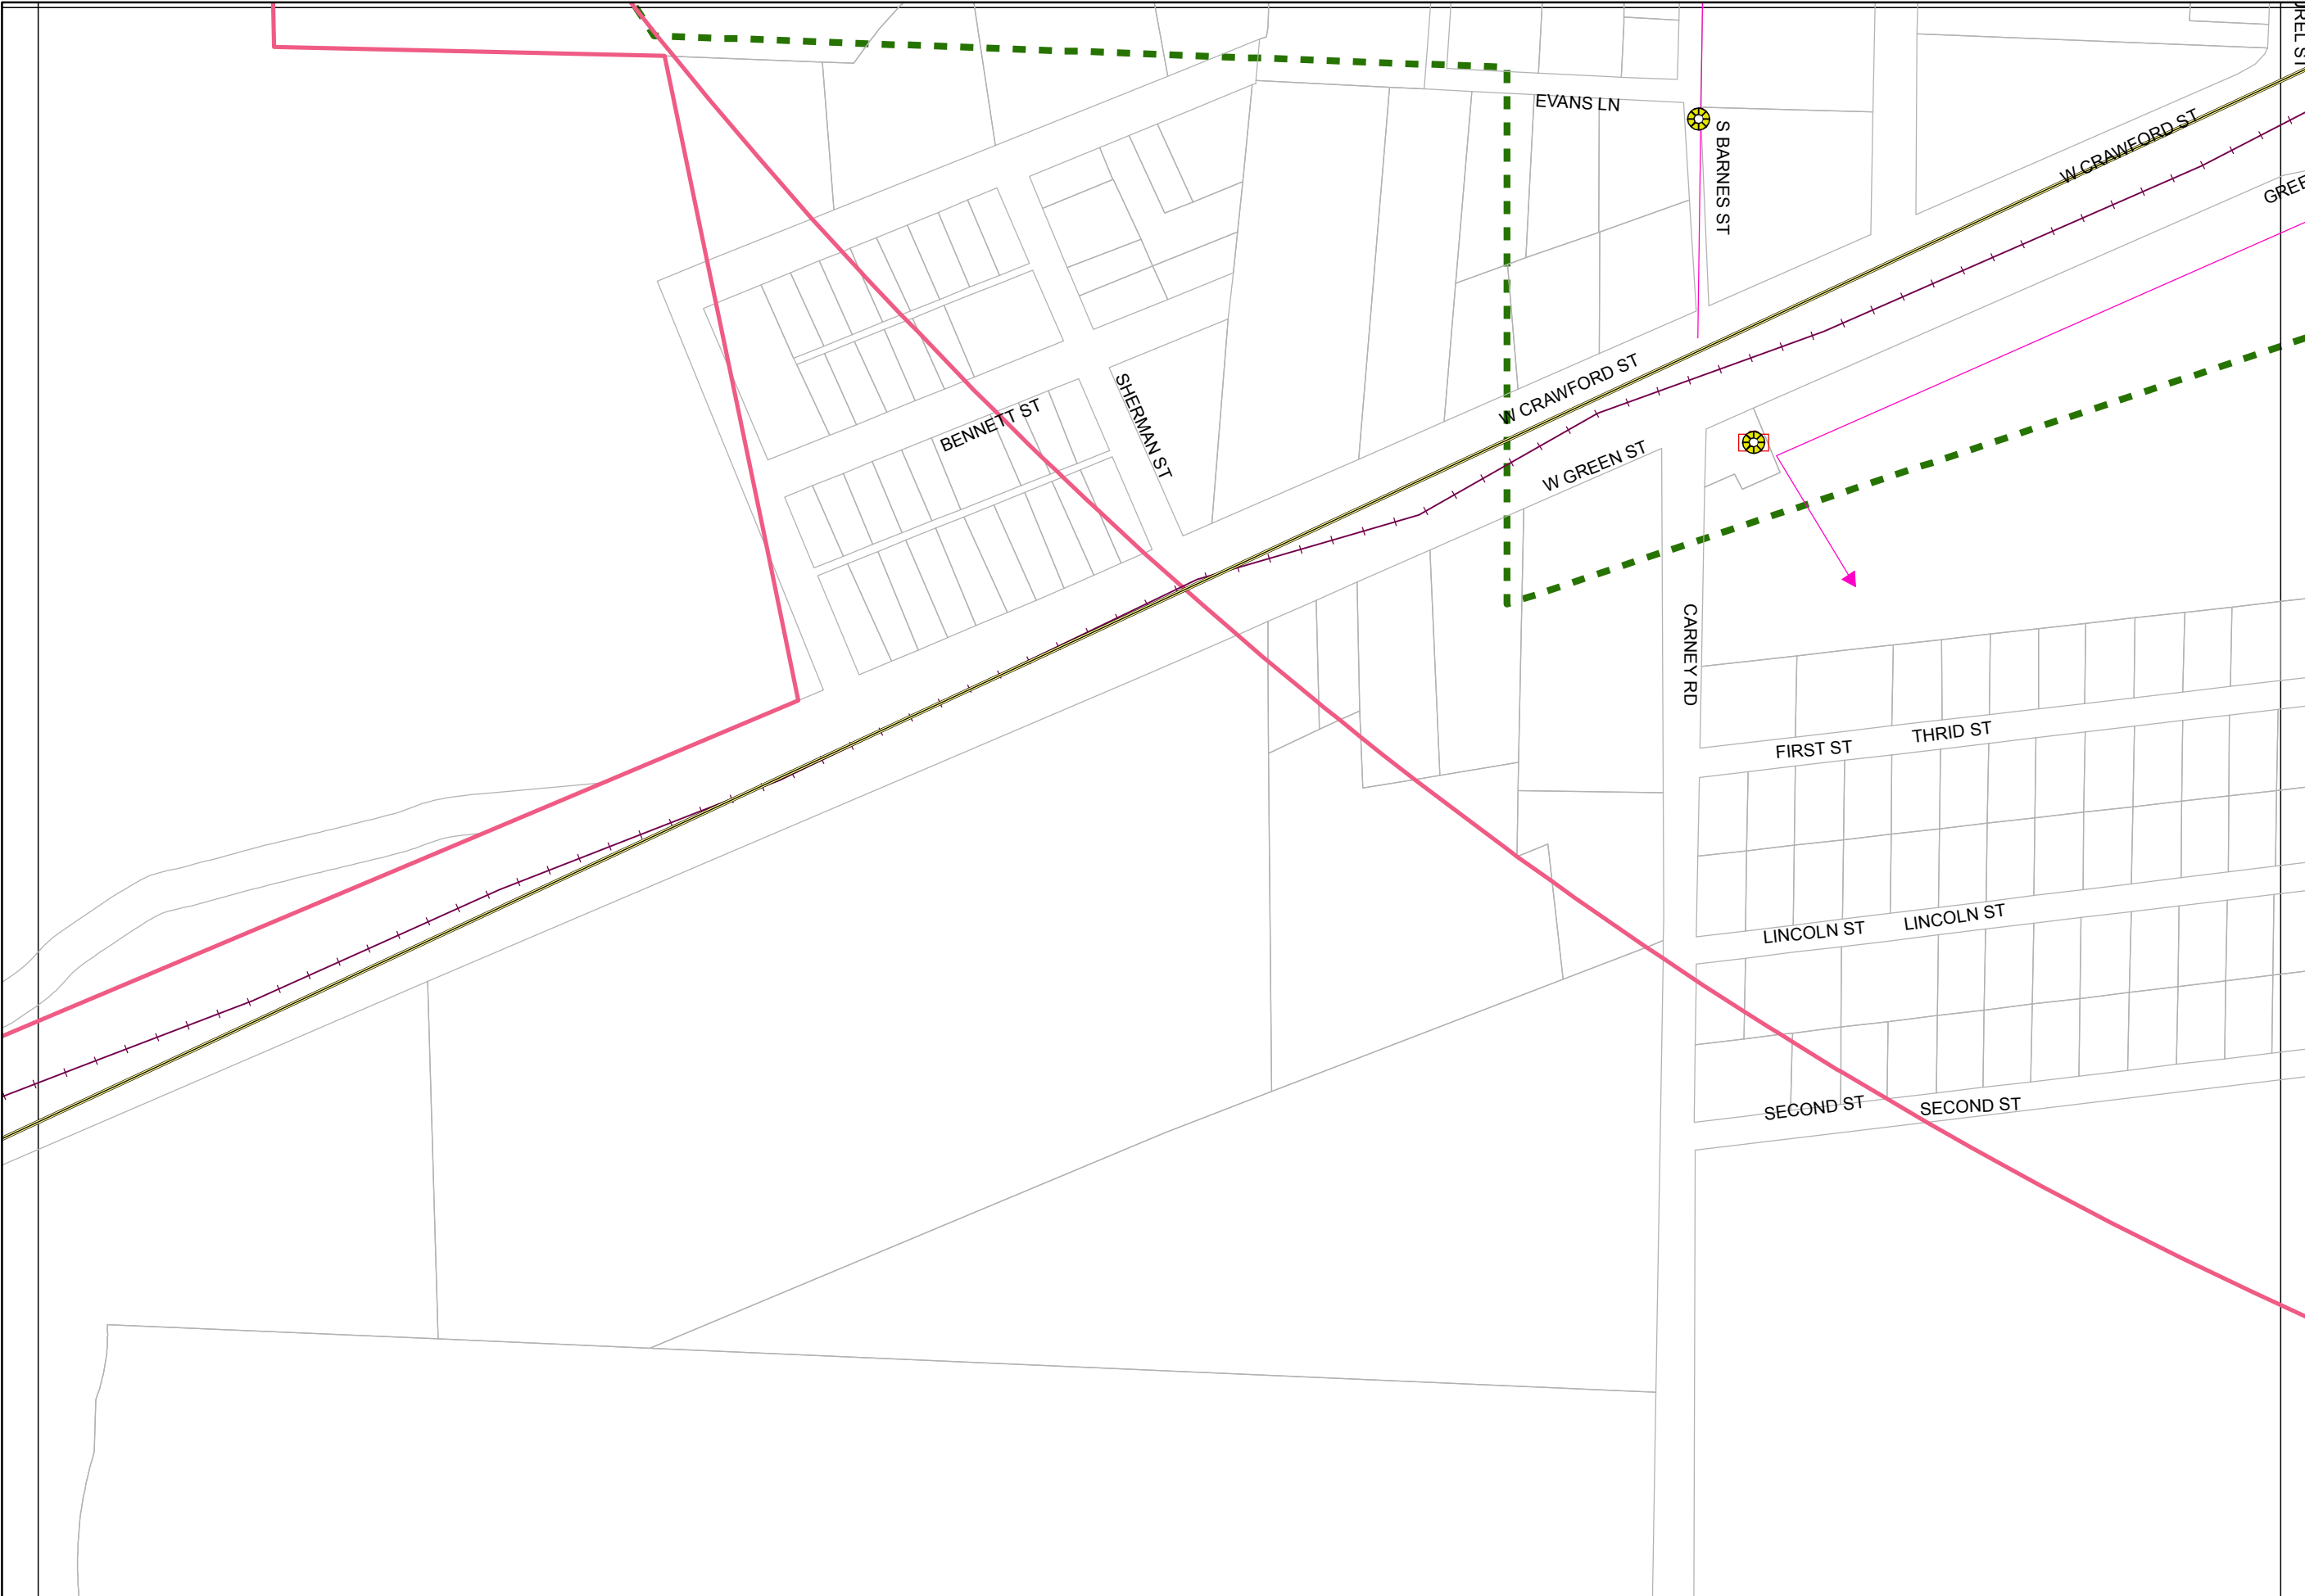 EVANS LN
S BARNES ST
W CRAWFORD ST
W CRAWFORD ST
BENNETT ST
SHERMAN ST
W GREEN ST
CARNEY RD
FIRST ST
THRID ST
LINCOLN ST
LINCOLN ST
SECOND ST
SECOND ST